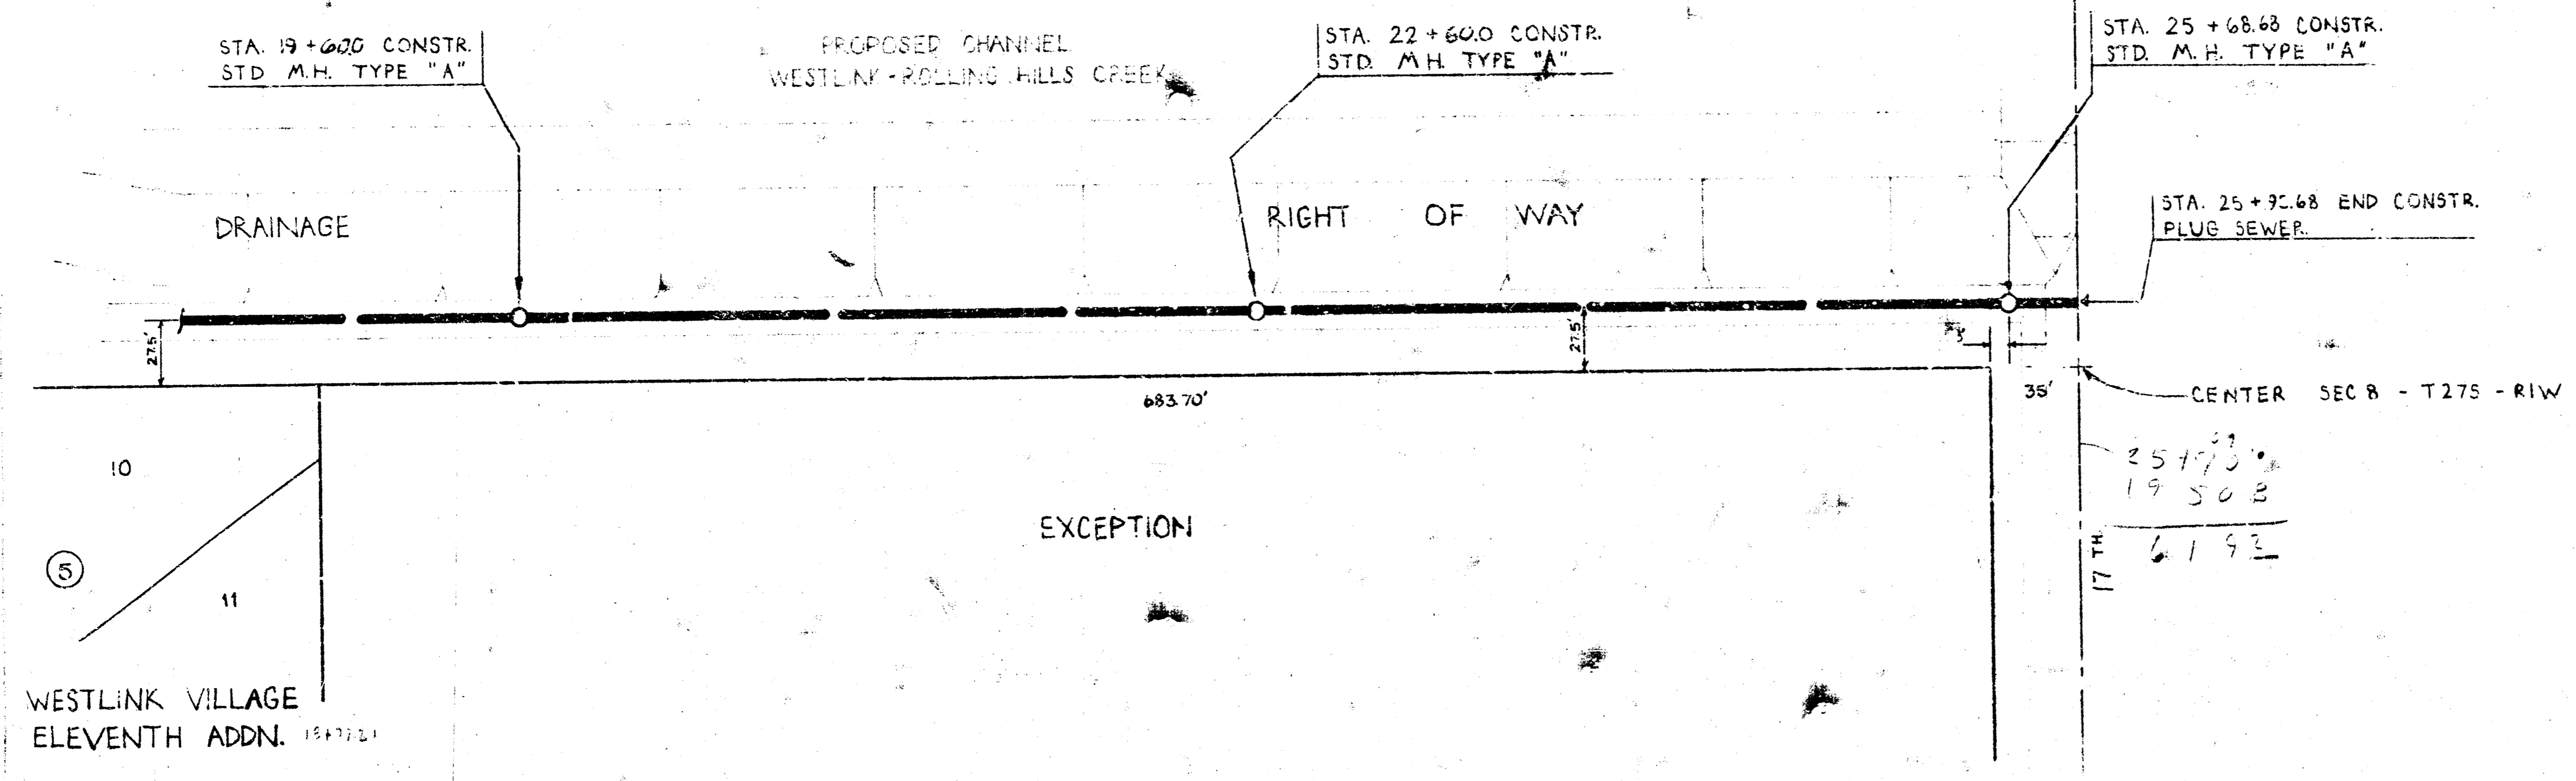 STA. 19 + 60.0 CONSTR.
STD M.H. TYPE "A"
PROPOSED CHANNEL
WESTLINK - ROLLING HILLS CREEK
STA. 22 + 60.0 CONSTR.
STD. M.H. TYPE "A"
STA. 25 + 68.68 CONSTR.
STD. M.H. TYPE "A"
DRAINAGE
RIGHT OF WAY
STA. 25 + 98.68 END CONSTR.
PLUG SEWER.
27.5'
27.5'
5'
683.70'
35'
CENTER SEC 8 - T27S - R1W
10
11
5
EXCEPTION
17 TH.
19 50 8
6 1 9 2
WESTLINK VILLAGE
ELEVENTH ADDN.